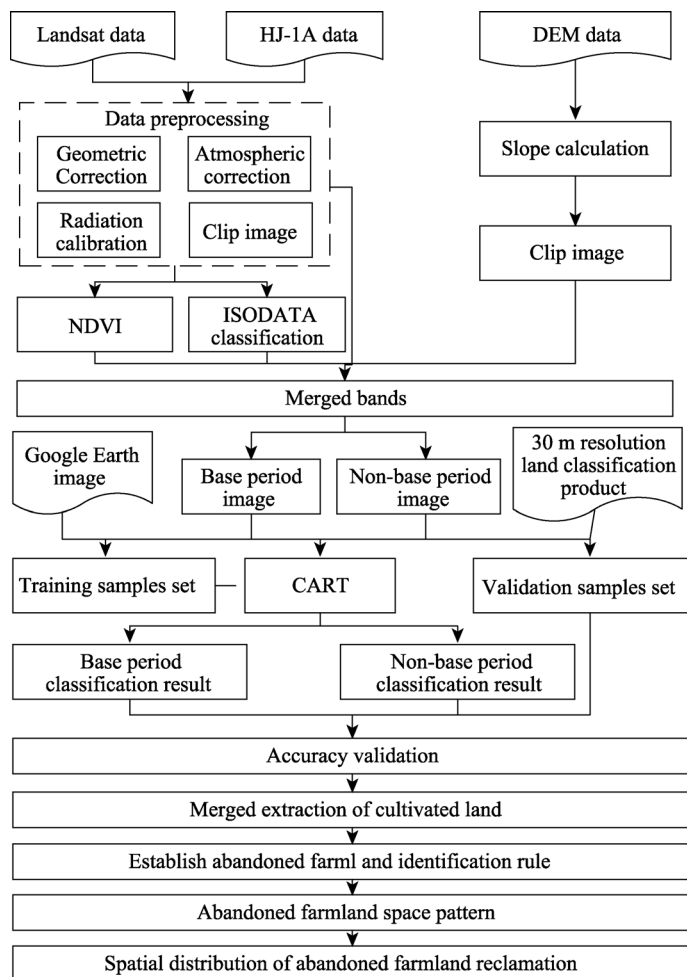 Landsat data
HJ-1A data
DEM data
Data preprocessing
Geometric
Correction
Atmospheric
correction
Radiation
calibration
Clip image
Slope calculation
Clip image
NDVI
ISODATA
classification
Merged bands
Google Earth
image
Base period
image
Non-base period
image
30 m resolution
land classification
product
Training samples set
CART
Validation samples set
Base period
classification result
Non-base period
classification result
Accuracy validation
Merged extraction of cultivated land
Establish abandoned farml and identification rule
Abandoned farmland space pattern
Spatial distribution of abandoned farmland reclamation